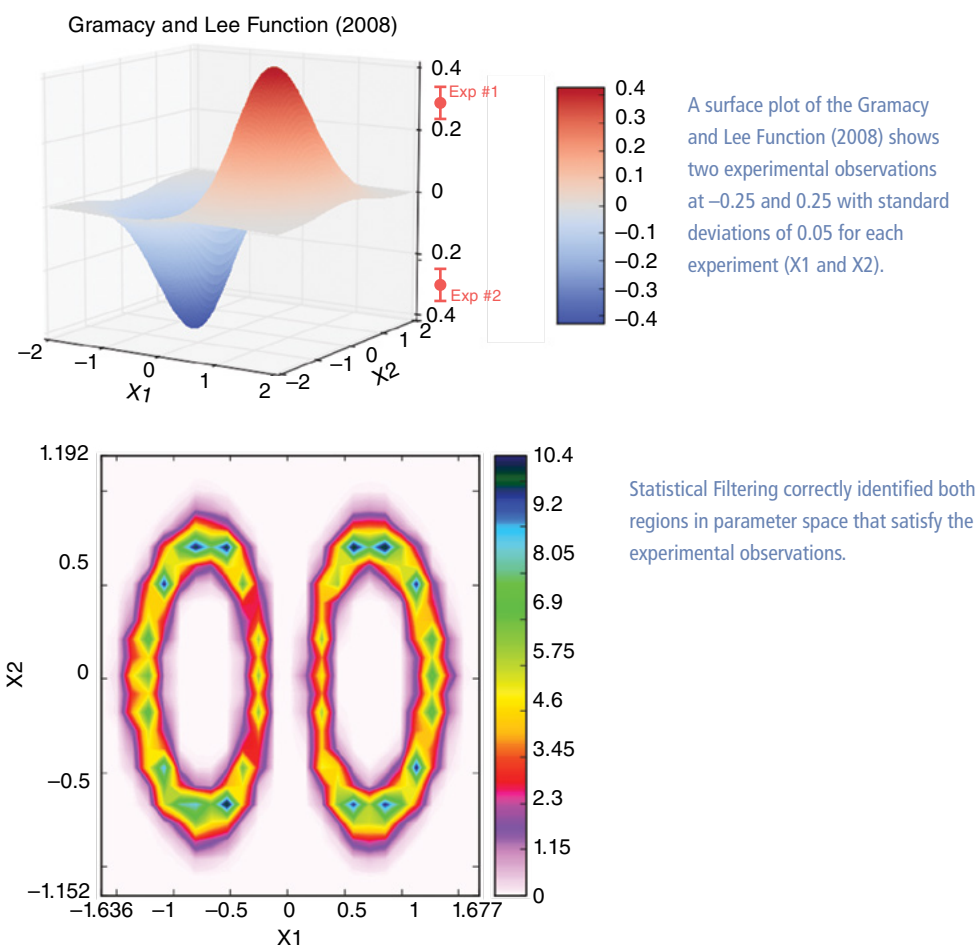 Gramacy and Lee Function (2008)
0.4
0.2
0
0.2
0.4
Exp #1
Exp #2
−2
−1
0
1
2
X1
−2
−1
0
1
2
X2
0.4
0.3
0.2
0.1
0
−0.1
−0.2
−0.3
−0.4
A surface plot of the Gramacy
and Lee Function (2008) shows
two experimental observations
at –0.25 and 0.25 with standard
deviations of 0.05 for each
experiment (X1 and X2).
1.192
0.5
0
−0.5
−1.152
X2
−1.636
−1
−0.5
0
0.5
1
1.677
X1
10.4
9.2
8.05
6.9
5.75
4.6
3.45
2.3
1.15
0
Statistical Filtering correctly identified both
regions in parameter space that satisfy the
experimental observations.